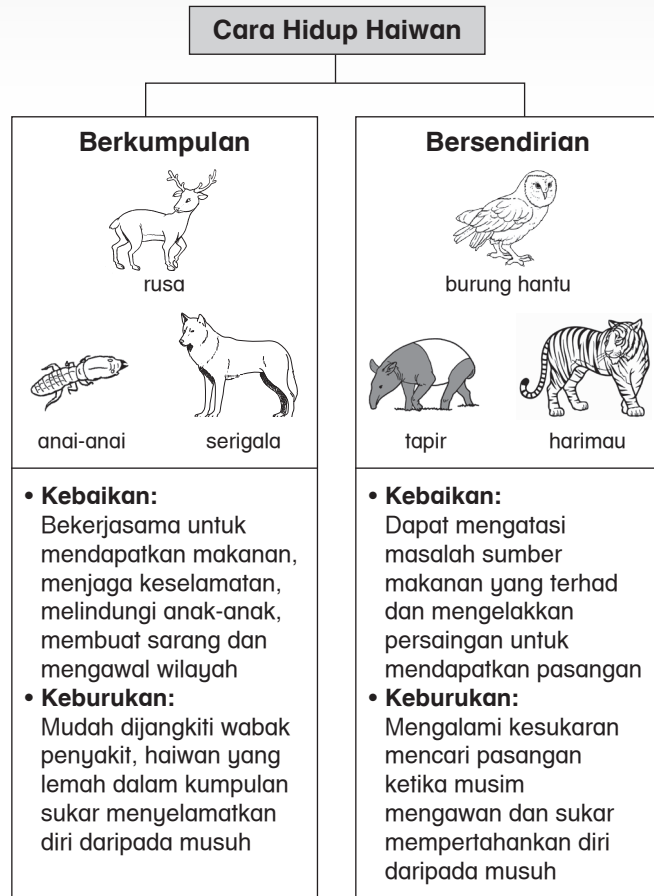 Cara Hidup Haiwan
Berkumpulan
rusa
anai-anai
serigala
• Kebaikan:
Bekerjasama untuk
mendapatkan makanan,
menjaga keselamatan,
melindungi anak-anak,
membuat sarang dan
mengawal wilayah
• Keburukan:
Mudah dijangkiti wabak
penyakit, haiwan yang
lemah dalam kumpulan
sukar menyelamatkan
diri daripada musuh
Bersendirian
burung hantu
tapir
harimau
• Kebaikan:
Dapat mengatasi
masalah sumber
makanan yang terhad
dan mengelakkan
persaingan untuk
mendapatkan pasangan
• Keburukan:
Mengalami kesukaran
mencari pasangan
ketika musim
mengawan dan sukar
mempertahankan diri
daripada musuh